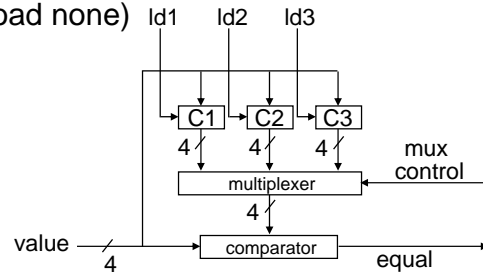 oad none) ld1 ld2 ld3
C1 C2 C3
4 4 4
mux
control
multiplexer
4
value
4
comparator
equal